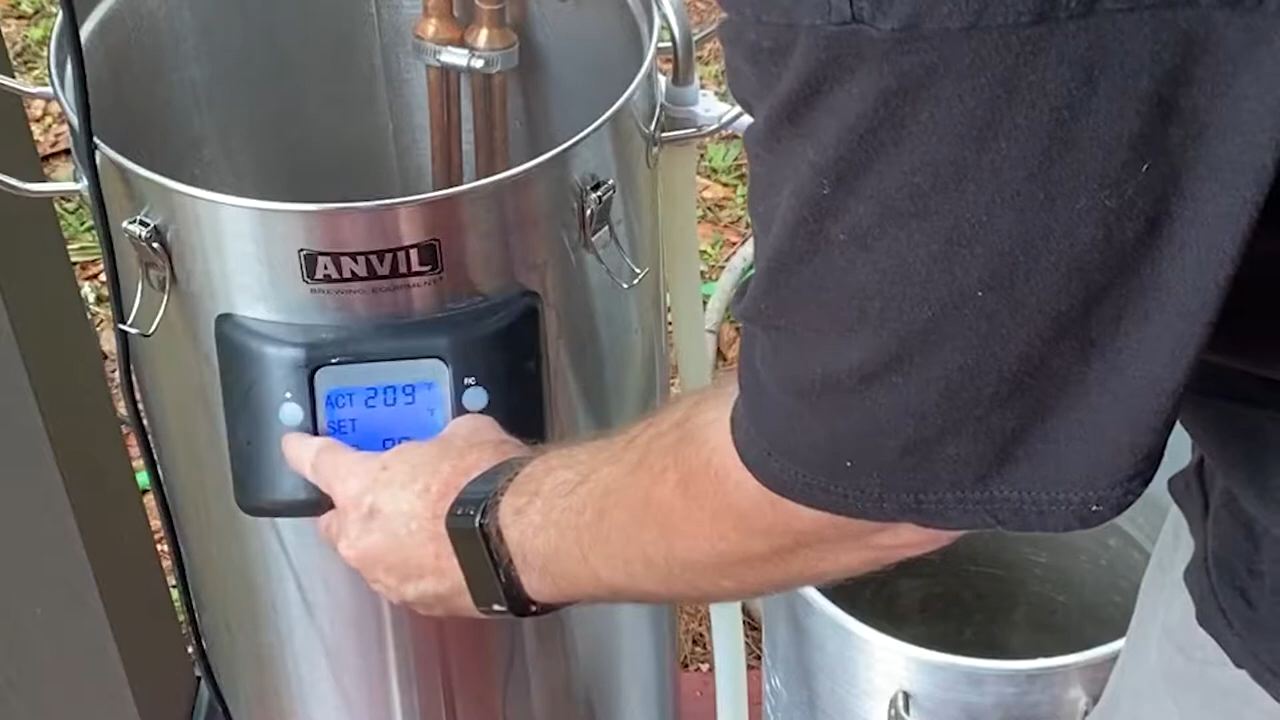 ANVIL
BREWING EQUIPMENT
F/C
ACT 209 °F
SET °F